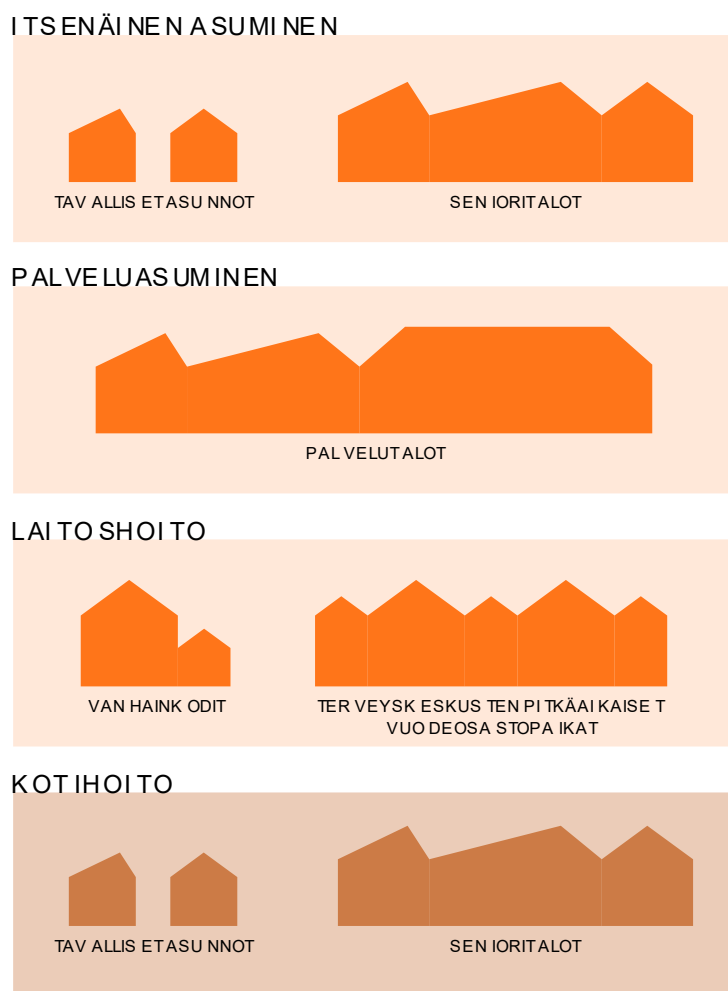 ITSENÄINEN ASUMINEN
TAVALLISET ASUNNOT
SENIORITALOT
PALVELUASUMINEN
PALVELUTALOT
LAITOSHOITO
VANHAINKODIT
TERVEYSKESKUSTEN PITKÄAIKAISET
VUODEOSASTOPAIKAT
KOTIHOITO
TAVALLISET ASUNNOT
SENIORITALOT